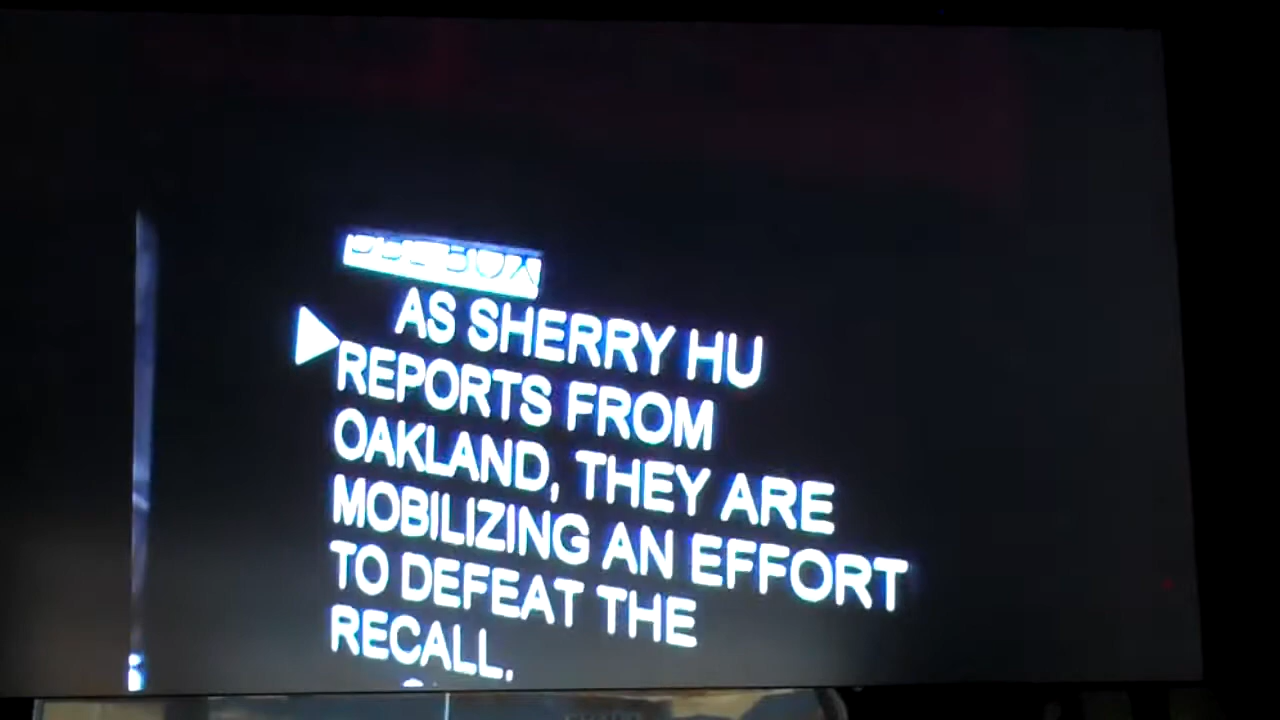 AS SHERRY HU
REPORTS FROM
OAKLAND, THEY ARE
MOBILIZING AN EFFORT
TO DEFEAT THE
RECALL.